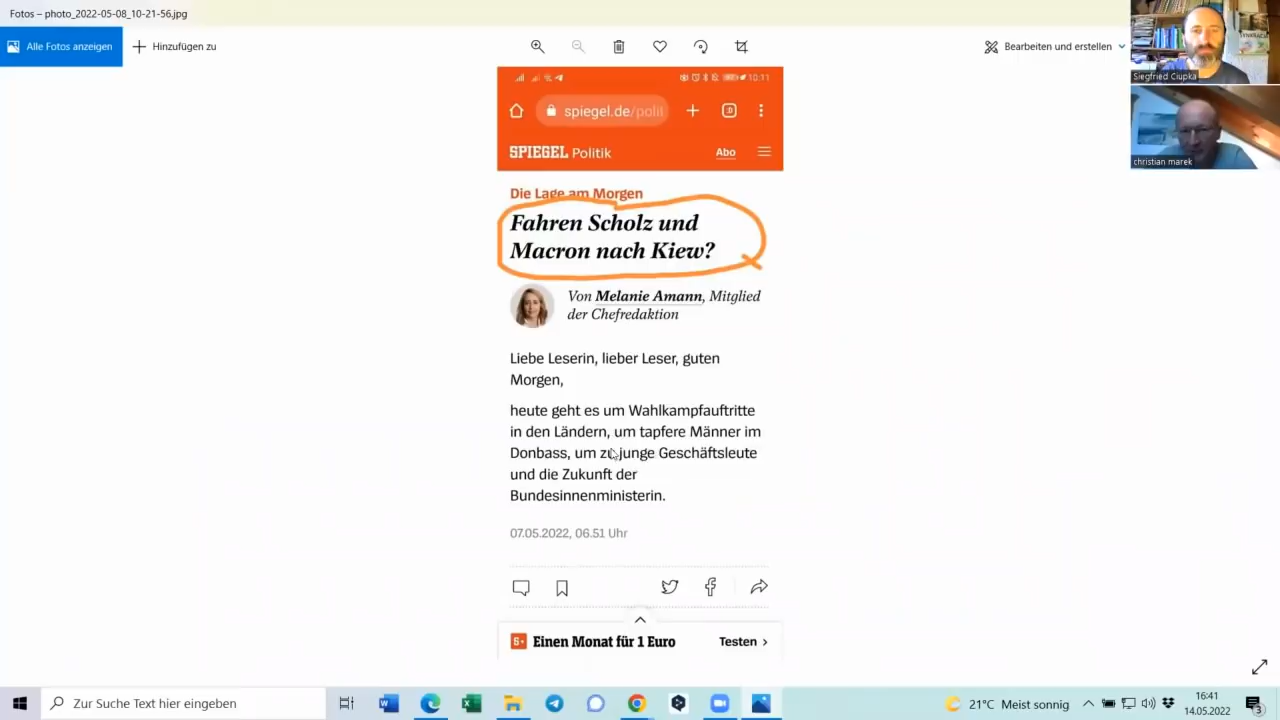 Fotos – photo_2022-05-08_10-21-56.jpg
Alle Fotos anzeigen
Hinzufügen zu
Bearbeiten und erstellen
Siegfried Ciupka
christian marek
10:11
spiegel.de/polit
SPIEGEL Politik
Abo
Die Lage am Morgen
Fahren Scholz und
Macron nach Kiew?
Von Melanie Amann, Mitglied
der Chefredaktion
Liebe Leserin, lieber Leser, guten
Morgen,
heute geht es um Wahlkampfauftritte
in den Ländern, um tapfere Männer im
Donbass, um zu junge Geschäftsleute
und die Zukunft der
Bundesinnenministerin.
07.05.2022, 06.51 Uhr
S+ Einen Monat für 1 Euro
Testen
Zur Suche Text hier eingeben
21°C Meist sonnig
16:41
14.05.2022
3